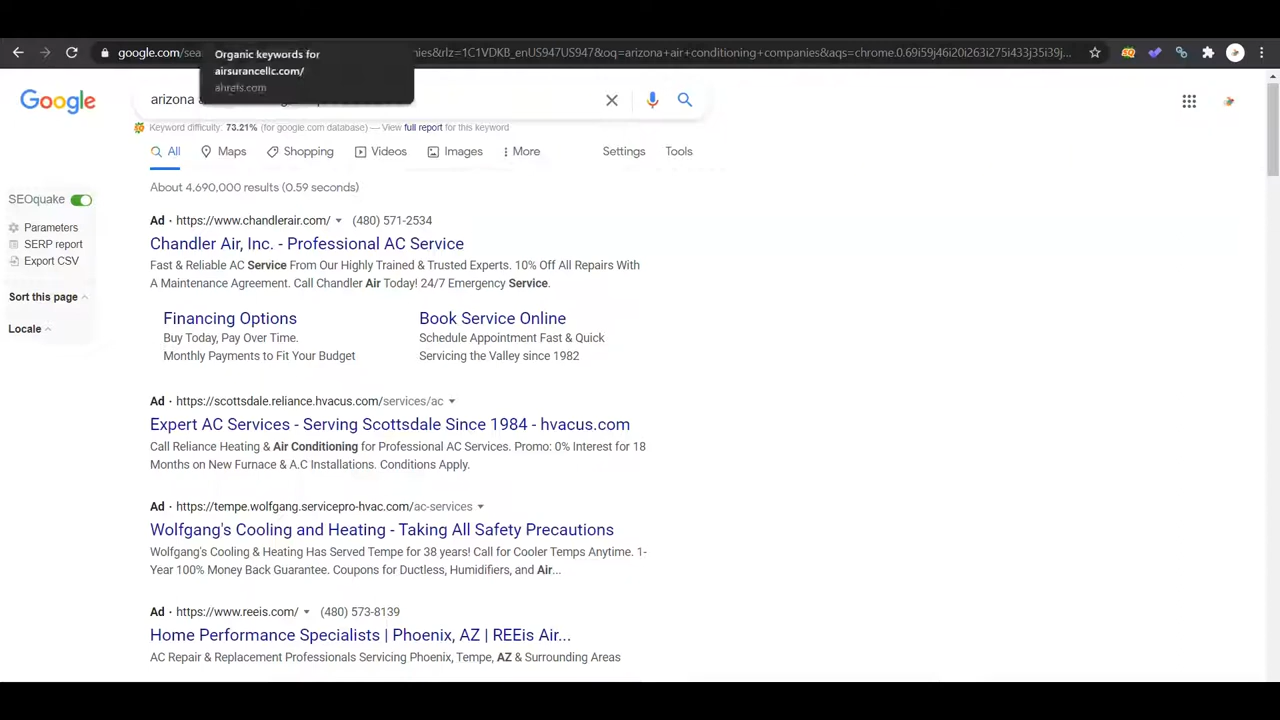 Organic keywords for
airsurancellc.com/
ahrefs.com
google.com/sea
nies&rlz=1C1VDKB_enUS947US947&oq=arizona+air+conditioning+companies&aqs=chrome.0.69i59j46i20i263i275i433j35i39j...
Google
arizona
Keyword difficulty: 73.21% (for google.com database) — View full report for this keyword
All Maps Shopping Videos Images More Settings Tools
About 4,690,000 results (0.59 seconds)
SEOquake
Parameters
SERP report
Export CSV
Sort this page
Locale
Ad · https://www.chandlerair.com/ (480) 571-2534
Chandler Air, Inc. - Professional AC Service
Fast & Reliable AC Service From Our Highly Trained & Trusted Experts. 10% Off All Repairs With
A Maintenance Agreement. Call Chandler Air Today! 24/7 Emergency Service.
Financing Options
Buy Today, Pay Over Time.
Monthly Payments to Fit Your Budget
Book Service Online
Schedule Appointment Fast & Quick
Servicing the Valley since 1982
Ad · https://scottsdale.reliance.hvacus.com/services/ac
Expert AC Services - Serving Scottsdale Since 1984 - hvacus.com
Call Reliance Heating & Air Conditioning for Professional AC Services. Promo: 0% Interest for 18
Months on New Furnace & A.C Installations. Conditions Apply.
Ad · https://tempe.wolfgang.servicepro-hvac.com/ac-services
Wolfgang's Cooling and Heating - Taking All Safety Precautions
Wolfgang's Cooling & Heating Has Served Tempe for 38 years! Call for Cooler Temps Anytime. 1-
Year 100% Money Back Guarantee. Coupons for Ductless, Humidifiers, and Air...
Ad · https://www.reeis.com/ (480) 573-8139
Home Performance Specialists | Phoenix, AZ | REEis Air...
AC Repair & Replacement Professionals Servicing Phoenix, Tempe, AZ & Surrounding Areas